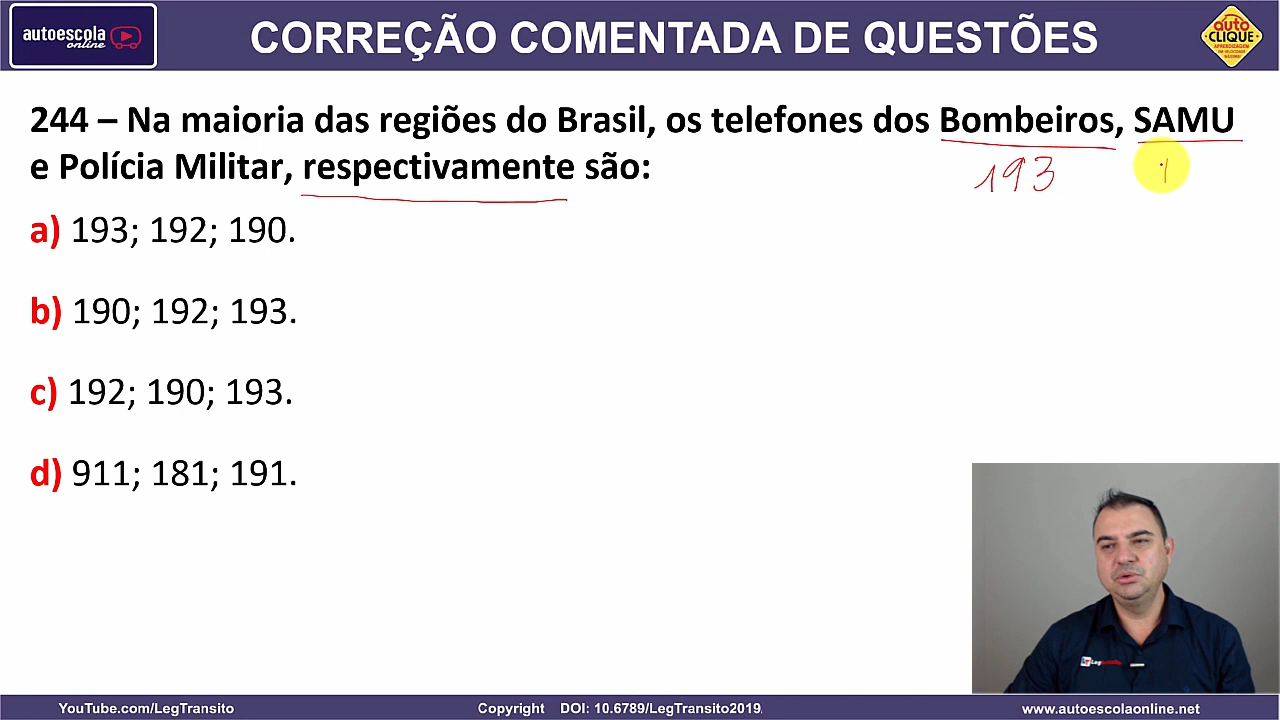 autoescola
online
CORREÇÃO COMENTADA DE QUESTÕES
auto
CLIQUE
APRENDIZAGEM
244 – Na maioria das regiões do Brasil, os telefones dos Bombeiros, SAMU
e Polícia Militar, respectivamente são:
193
a) 193; 192; 190.
b) 190; 192; 193.
c) 192; 190; 193.
d) 911; 181; 191.
YouTube.com/LegTransito
Copyright DOI: 10.6789/LegTransito2019
www.autoescolaonline.net